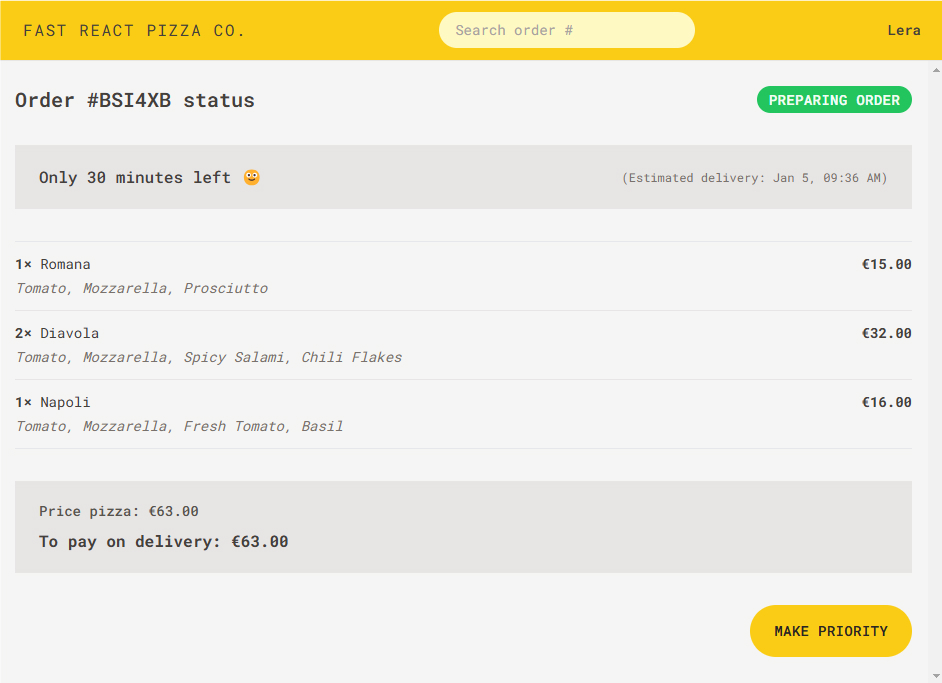 FAST REACT PIZZA CO.
Search order #
Lera
Order #BSI4XB status
PREPARING ORDER
Only 30 minutes left 😀
(Estimated delivery: Jan 5, 09:36 AM)
1× Romana
€15.00
Tomato, Mozzarella, Prosciutto
2× Diavola
€32.00
Tomato, Mozzarella, Spicy Salami, Chili Flakes
1× Napoli
€16.00
Tomato, Mozzarella, Fresh Tomato, Basil
Price pizza: €63.00
To pay on delivery: €63.00
MAKE PRIORITY